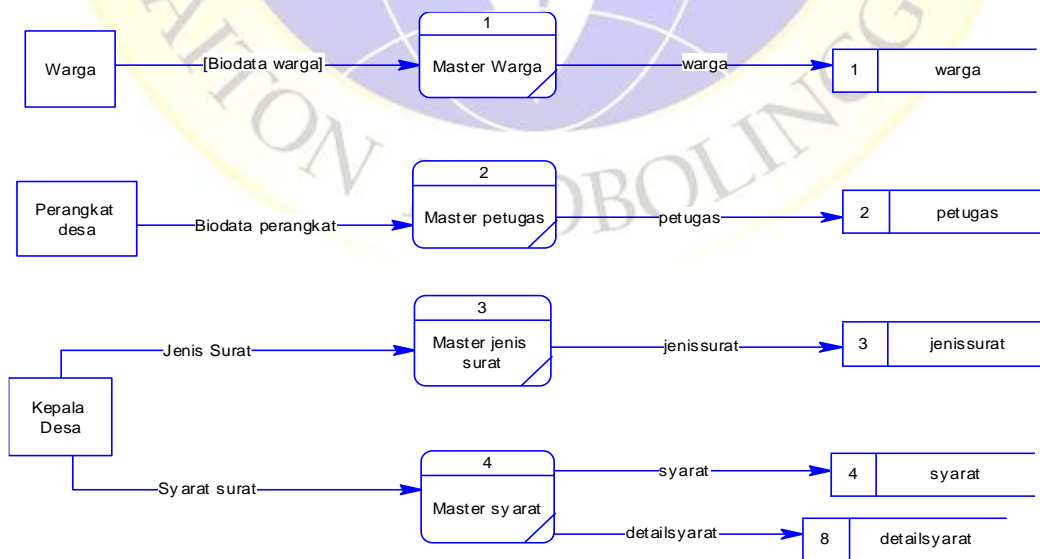 1
Warga
[Biodata warga]
Master Warga
warga
1
warga
AITON
OBOLINGG
2
Perangkat
desa
Biodata perangkat
Master petugas
petugas
2
petugas
3
Jenis Surat
Master jenis
surat
jenissurat
3
jenissurat
Kepala
Desa
4
Syarat surat
Master syarat
syarat
4
syarat
detailsyarat
8
detailsyarat